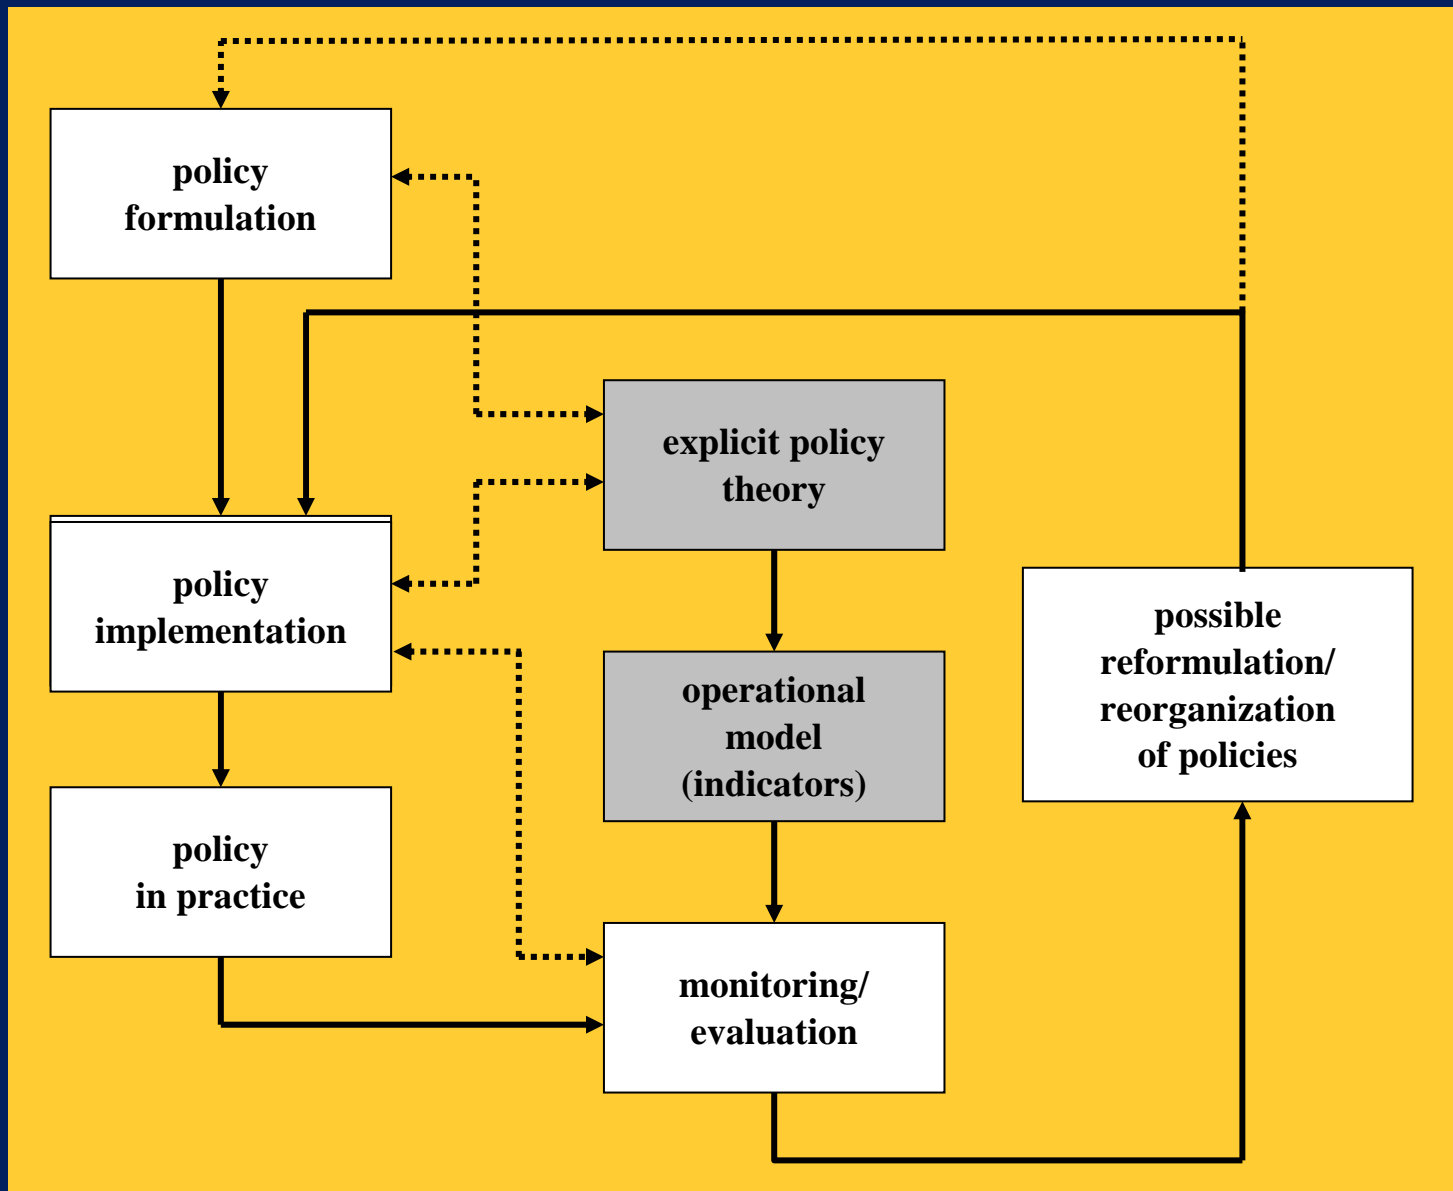 policy
formulation
explicit policy
theory
policy
implementation
possible
reformulation/
reorganization
of policies
operational
model
(indicators)
policy
in practice
monitoring/
evaluation